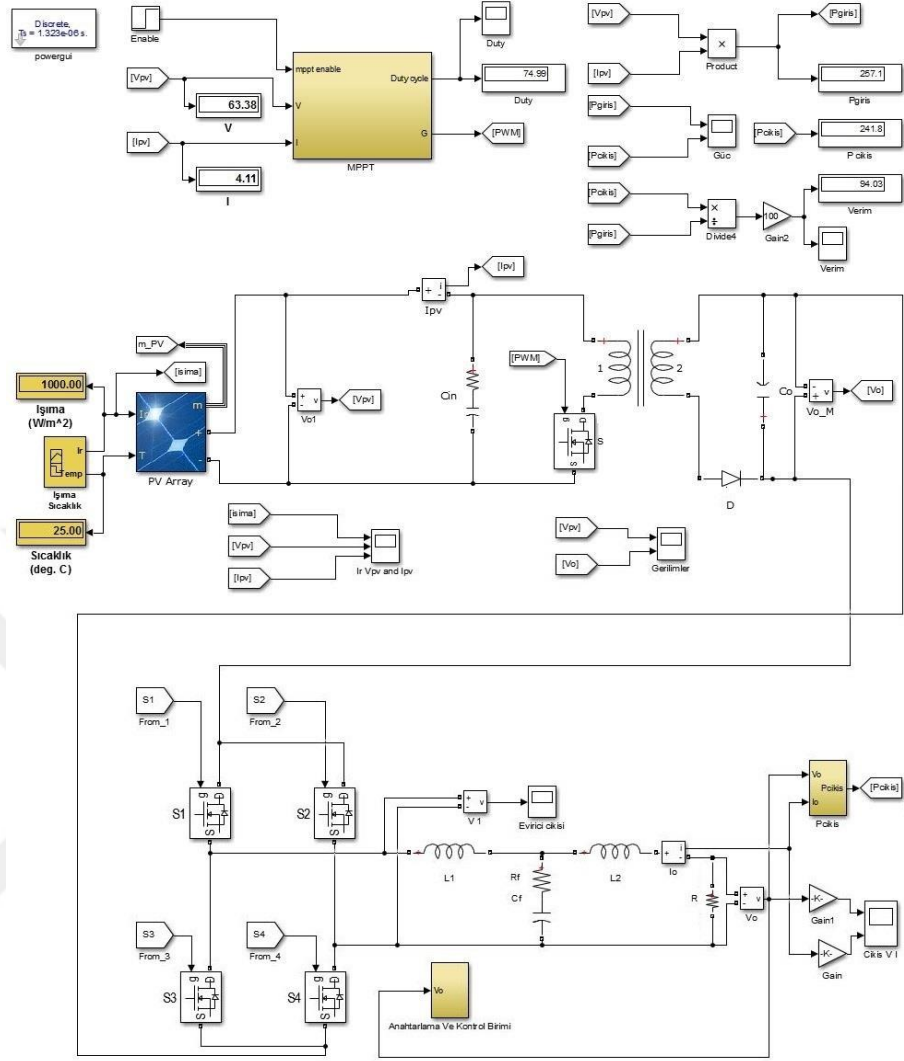 Discrete,
Ts = 1.323e-06 s.
powergui
Enable
[Vpv]
63.38
V
[Ipv]
4.11
I
mppt enable
V
I
Duty cycle
G
MPPT
Duty
74.99
Duty
[PWM]
[Vpv]
[Ipv]
×
Product
[Pgiris]
257.1
Pgiris
[Pgiris]
[Pcikis]
Güc
[Pcikis]
241.8
P cikis
[Pcikis]
[Pgiris]
×
÷
Divide4
100
Gain2
94.03
Verim
Verim
[Ipv]
+ i
-
Ipv
m_PV
[isima]
1000.00
Işıma
(W/m^2)
Ir
Temp
Işıma
Sıcaklık
25.00
Sıcaklık
(deg. C)
m
+
-
T
PV Array
+
-
v
Vo1
[Vpv]
Cin
[PWM]
g
S
S
1
2
D
Co
-
+
v
Vo_M
[Vo]
[isima]
[Vpv]
[Ipv]
Ir Vpv and Ipv
[Vpv]
[Vo]
Gerilimler
S1
From_1
S2
From_2
g
D
S
S1
g
D
S
S2
S3
From_3
S4
From_4
g
D
S
S3
g
D
S
S4
+
-
v
V 1
Evirici cikisi
L1
Rf
Cf
L2
+ i
-
Io
R
+
-
v
Vo
Vo
Io
Pcikis
Pcikis
[Pcikis]
-K-
Gain1
-K-
Gain
Cikis V I
Vo
Anahtarlama Ve Kontrol Birimi